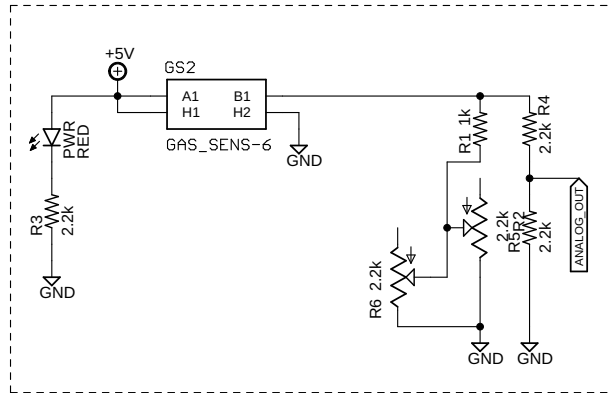 +5V
GS2
A1
B1
H1
H2
GAS_SENS-6
GND
PWR
RED
R3
2.2k
GND
R1 1k
R4
2.2k
R6 2.2k
2.2k
R5
R2
2.2k
ANALOG_OUT
GND
GND